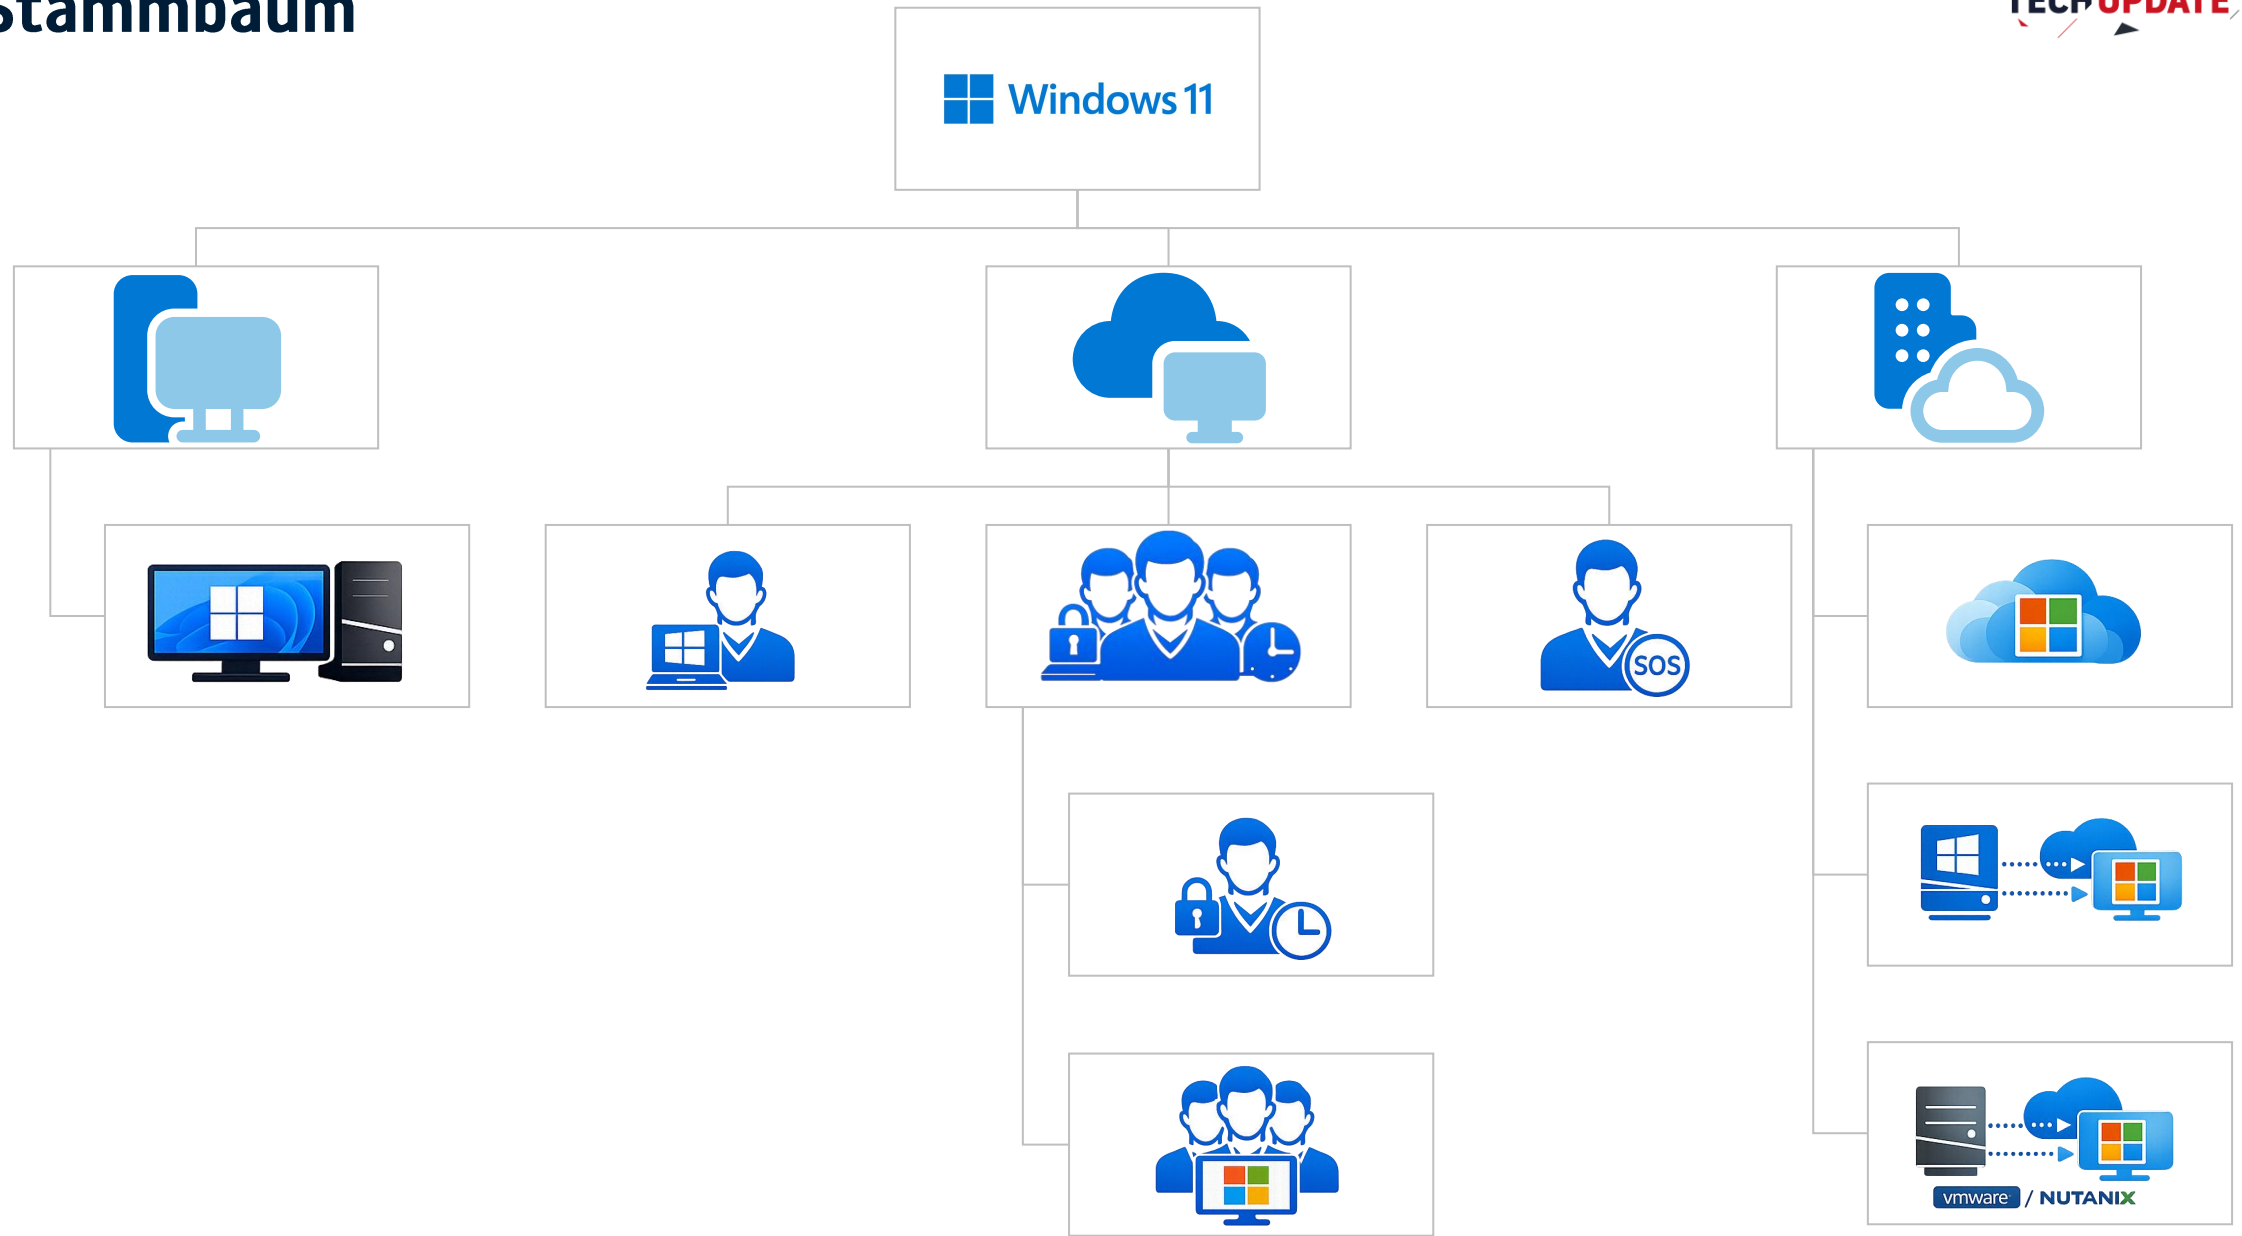 stammbaum
TECH UPDATE
Windows 11
SOS
vmware / NUTANIX